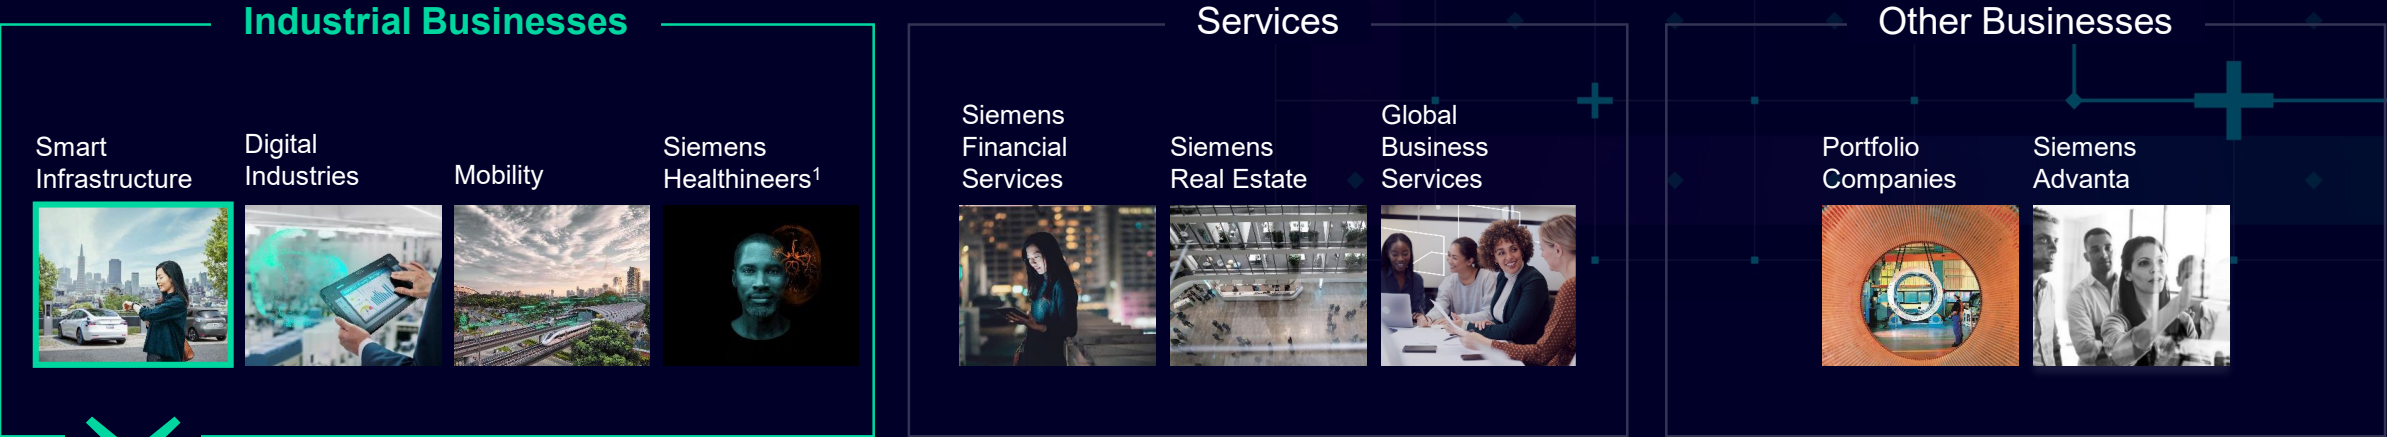 Industrial Businesses
Smart
Infrastructure
Digital
Industries
Mobility
Siemens
Healthineers¹
Services
Siemens
Financial
Services
Siemens
Real Estate
Global
Business
Services
Other Businesses
Portfolio
Companies
Siemens
Advanta